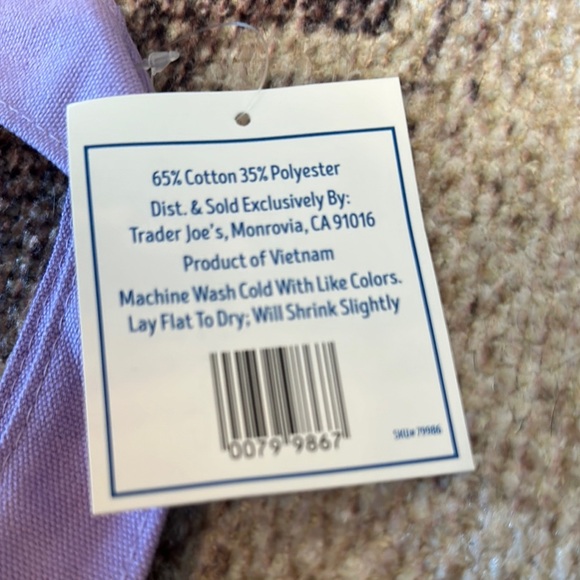 65% Cotton 35% Polyester
Dist. & Sold Exclusively By:
Trader Joe's, Monrovia, CA 91016
Product of Vietnam
Machine Wash Cold With Like Colors.
Lay Flat To Dry; Will Shrink Slightly
0079 9867
SKU# 79986